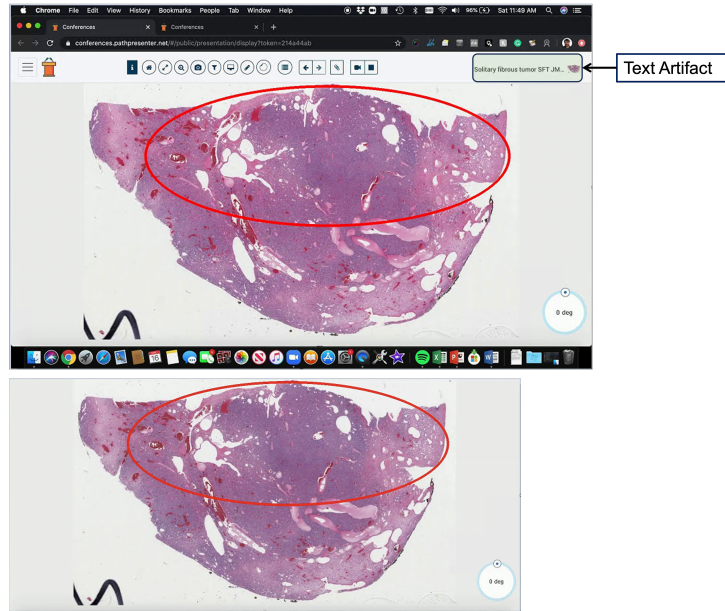 Chrome File Edit View History Bookmarks People Tab Window Help 96% Sat 11:49 AM
Conferences Conferences
conferences.pathpresenter.net/#/public/presentation/display?token=214a44ab
Solitary fibrous tumor SFT JM...
Text Artifact
0 deg
0 deg